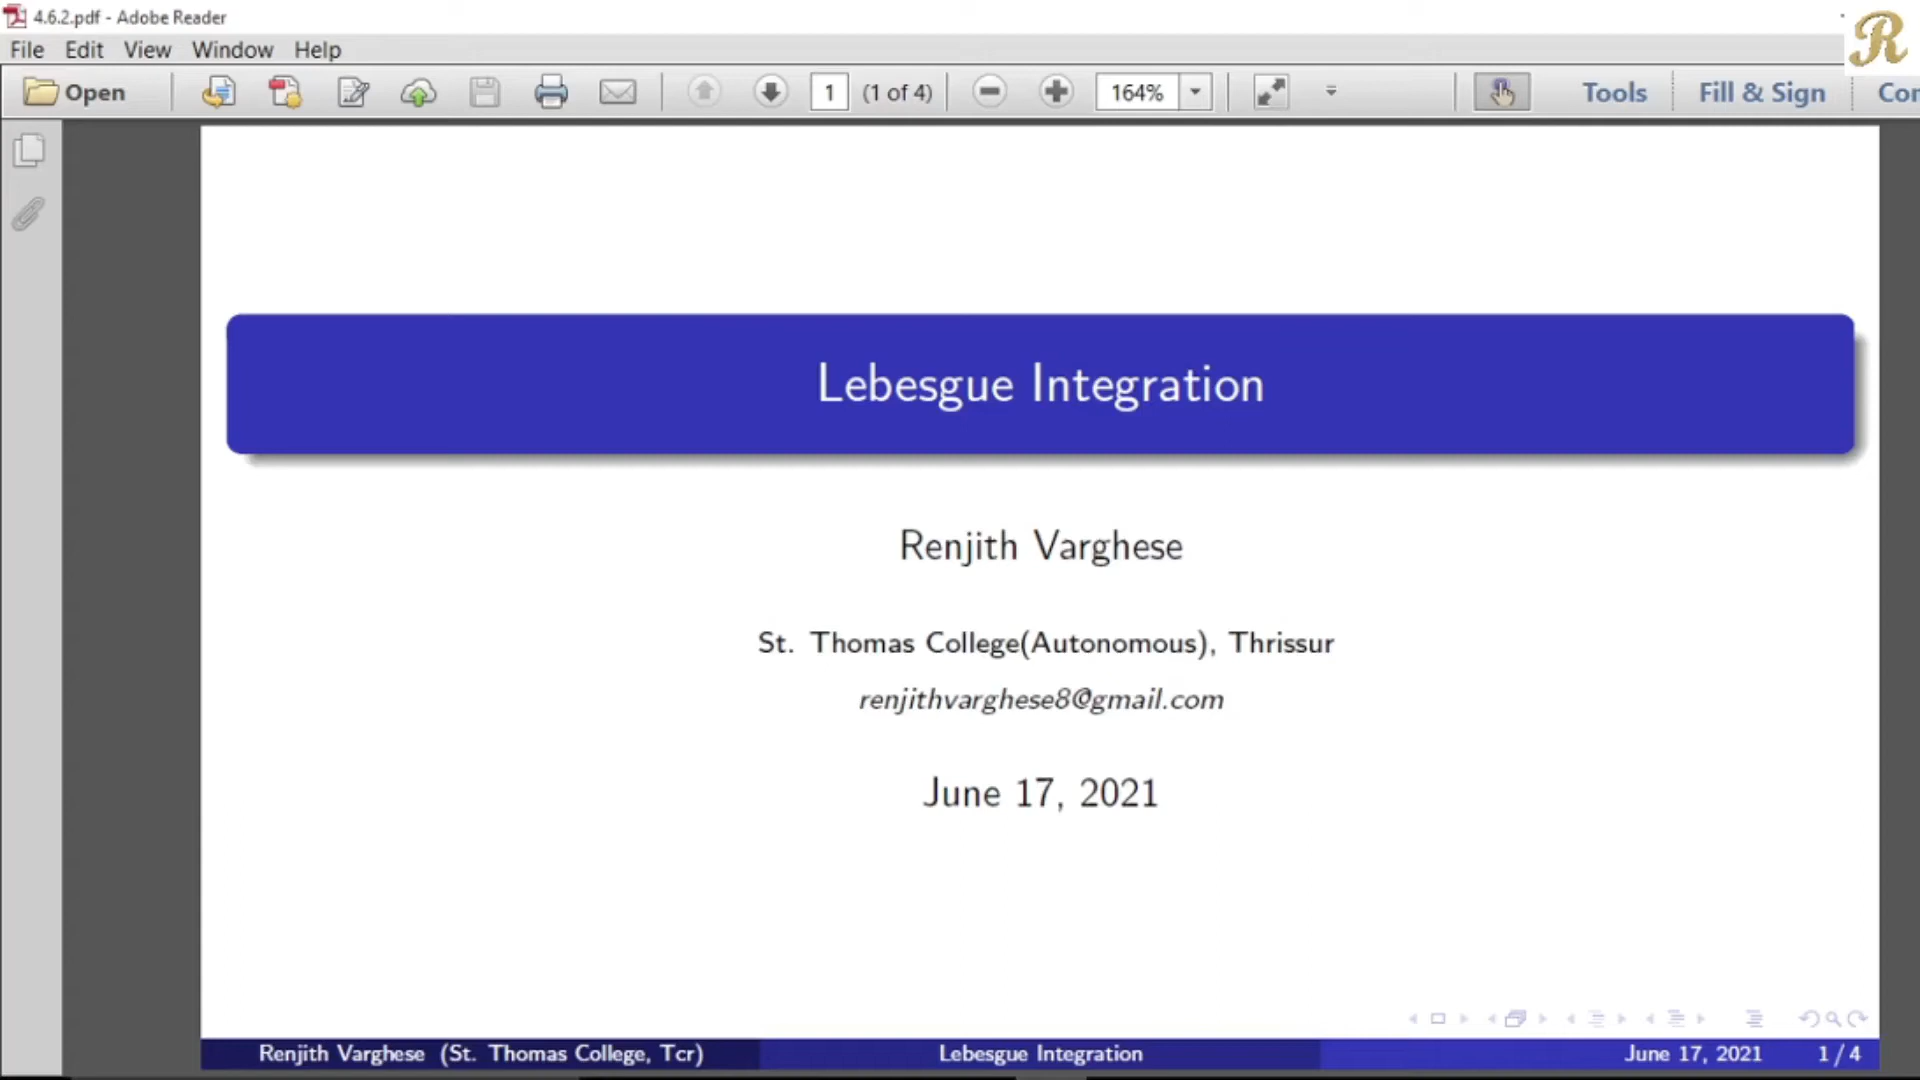 4.6.2.pdf - Adobe Reader
R
File Edit View Window Help
Open 1 (1 of 4) 164% Tools Fill & Sign
Lebesgue Integration
Renjith Varghese
St. Thomas College(Autonomous), Thrissur
renjithvarghese8@gmail.com
June 17, 2021
Renjith Varghese (St. Thomas College, Tcr) Lebesgue Integration June 17, 2021 1 / 4